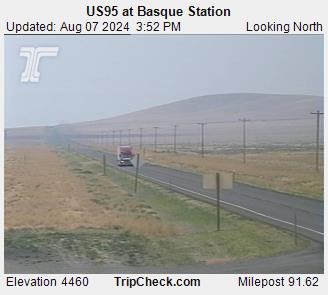 US95 at Basque Station
Updated: Aug 07 2024 3:52 PM Looking North
Elevation 4460 TripCheck.com Milepost 91.62